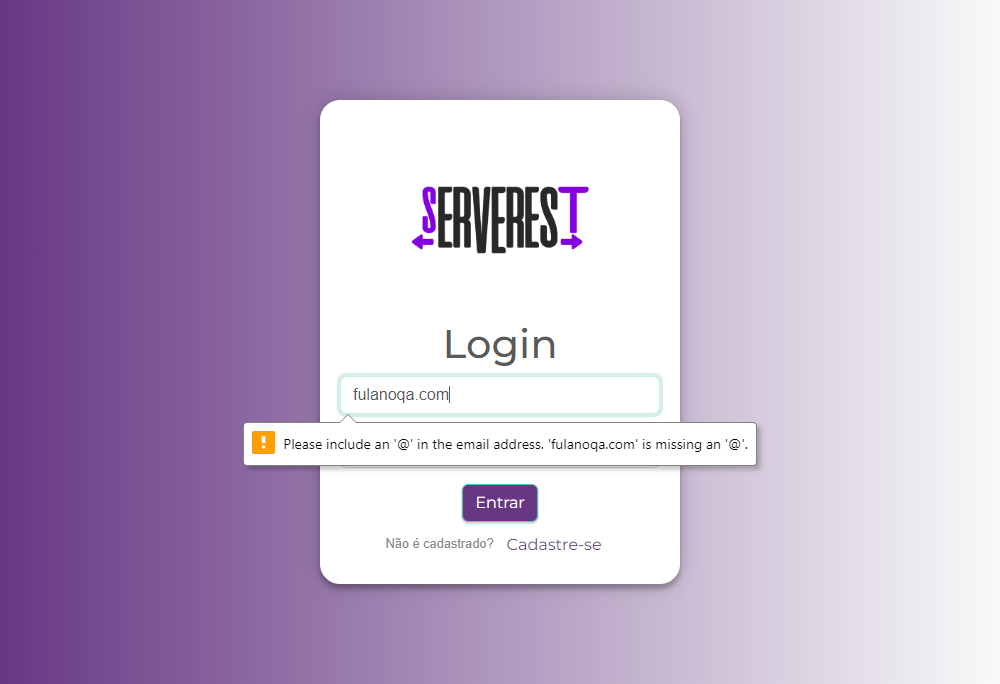 SERVEREST
Login
fulanoqa.com
Please include an '@' in the email address. 'fulanoqa.com' is missing an '@'.
Entrar
Não é cadastrado? Cadastre-se